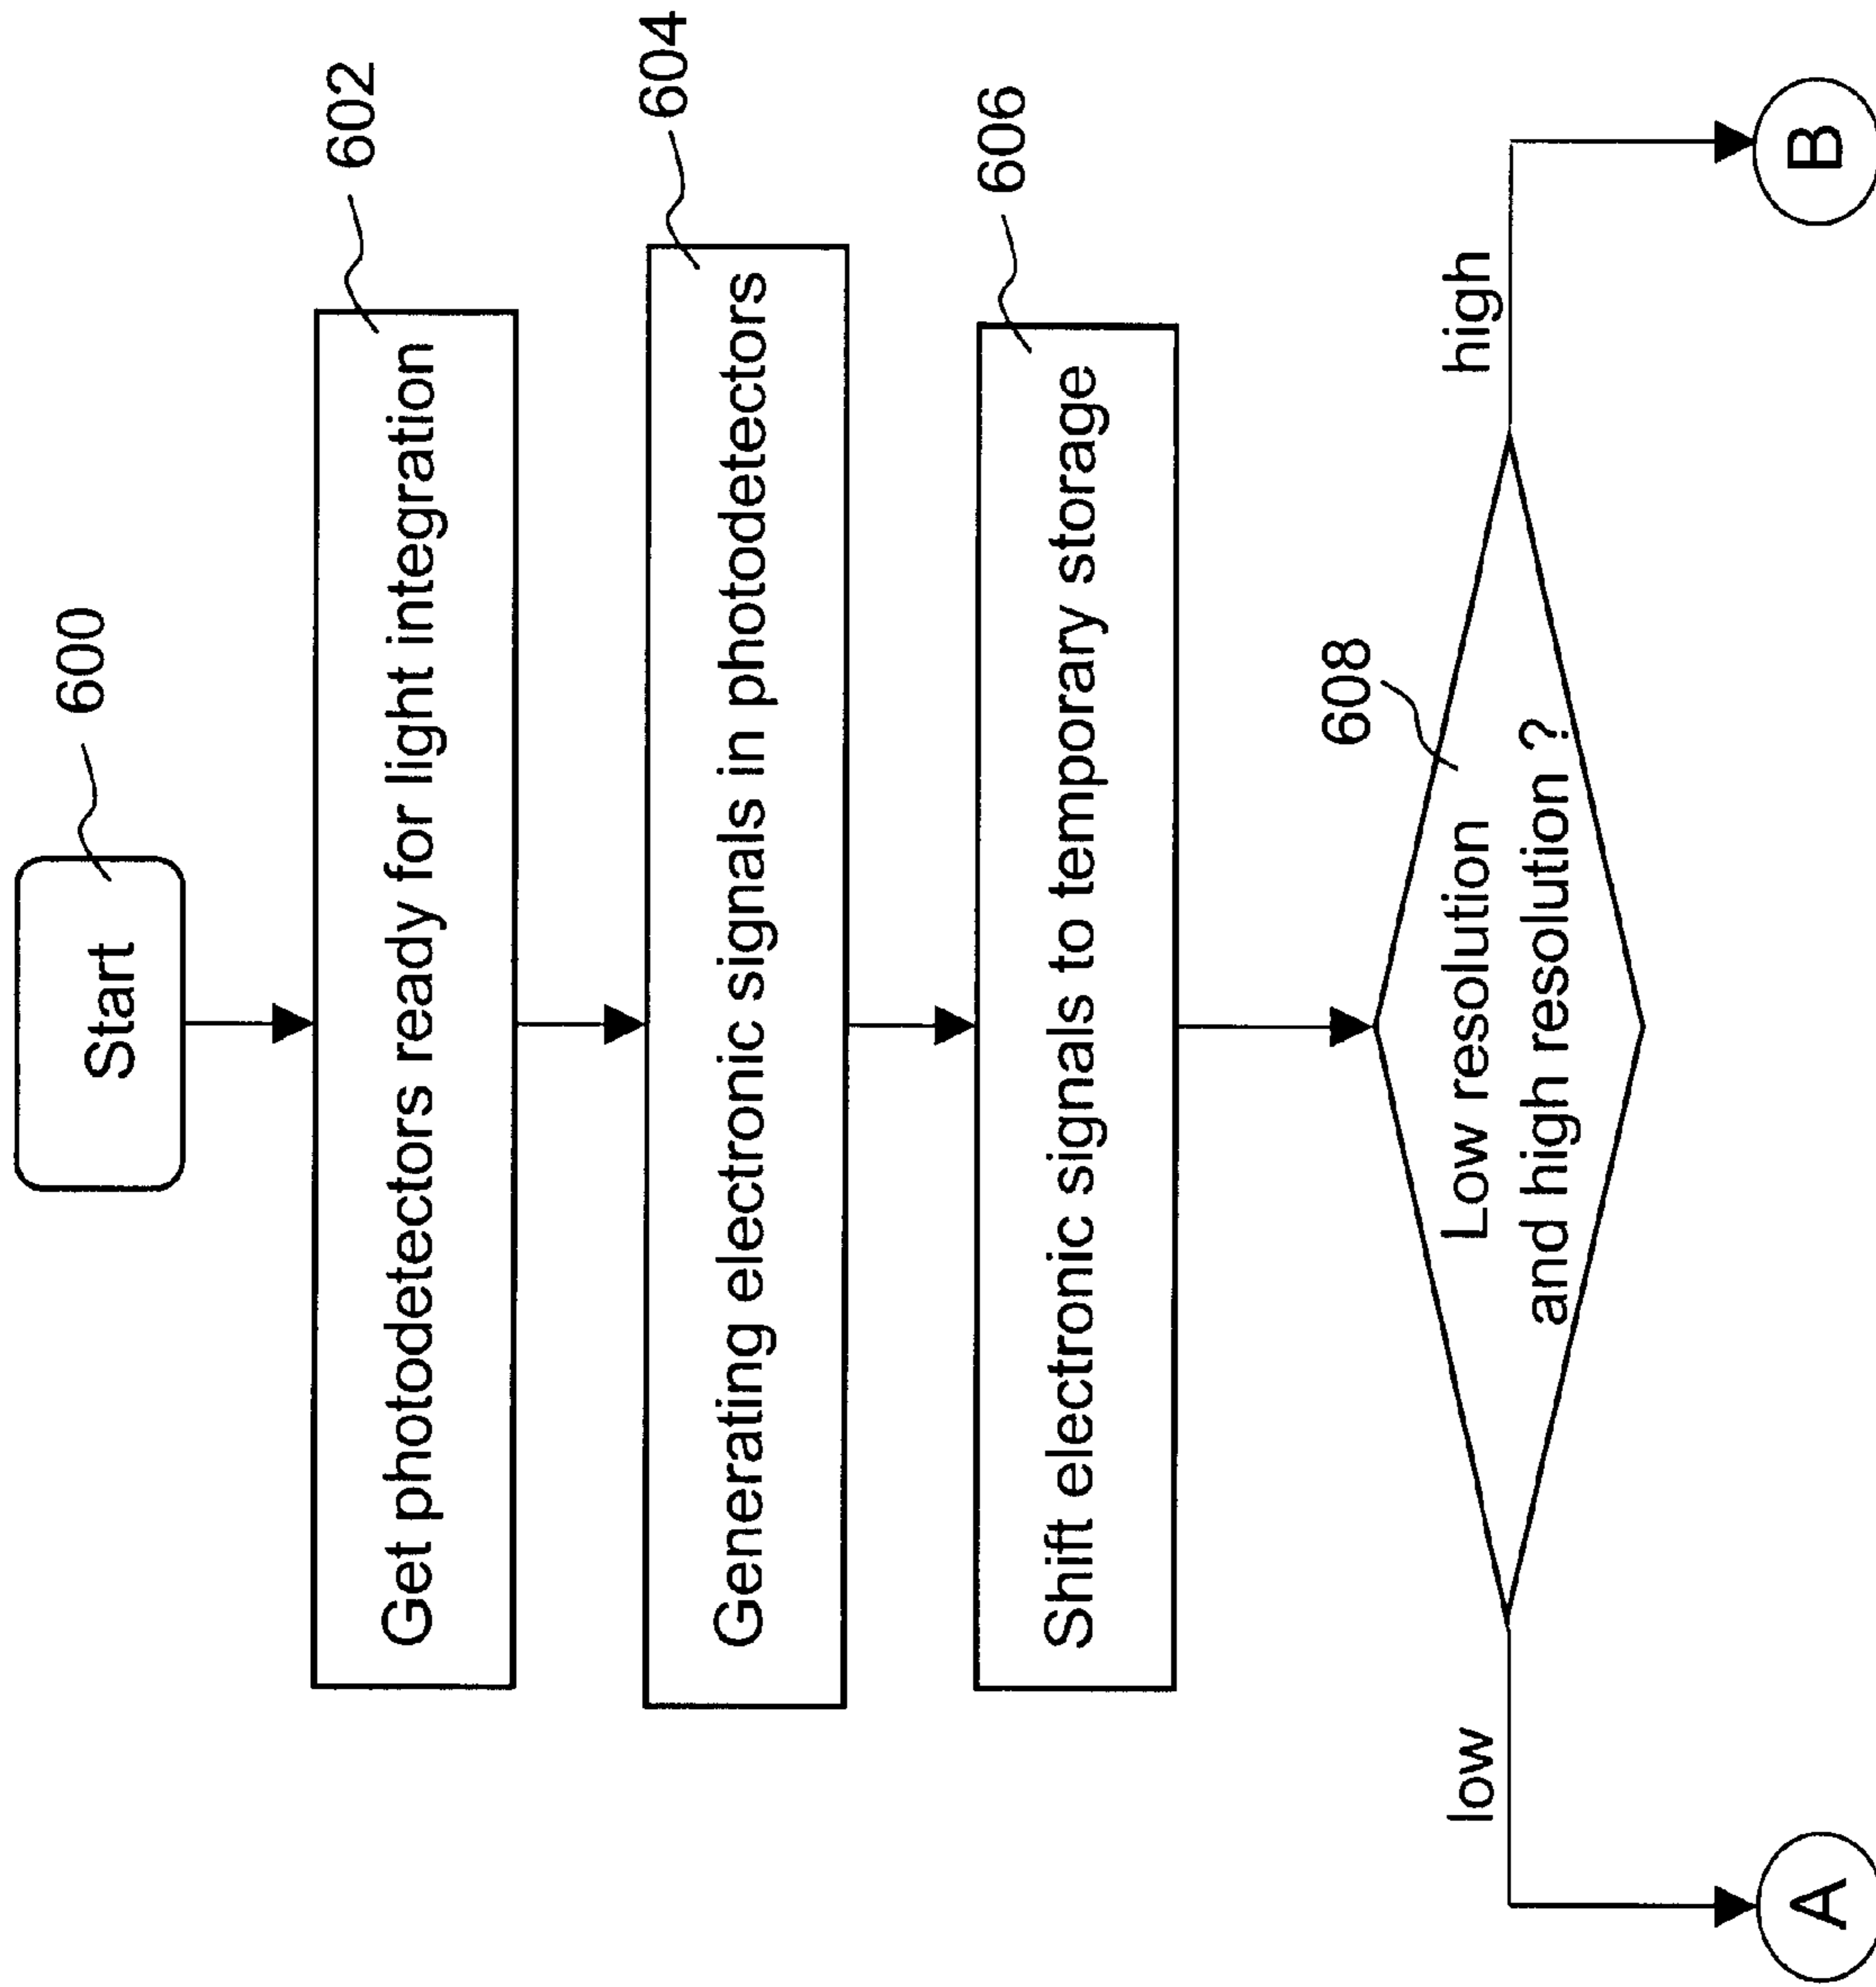 600
Start
602
Get photodetectors ready for light integration
604
Generating electronic signals in photodetectors
606
Shift electronic signals to temporary storage
608
Low resolution
and high resolution ?
low
high
A
B